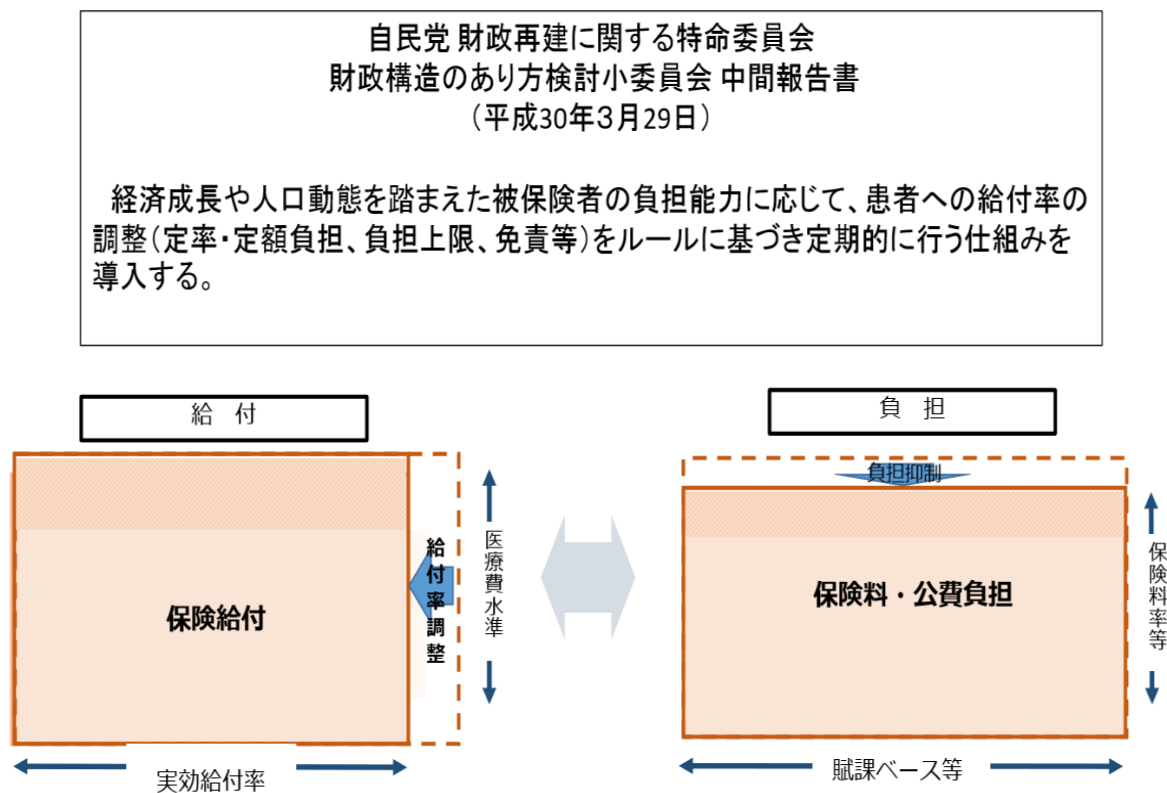 自民党 財政再建に関する特命委員会
財政構造のあり方検討小委員会 中間報告書
（平成30年３月29日）
経済成長や人口動態を踏まえた被保険者の負担能力に応じて、患者への給付率の
調整（定率・定額負担、負担上限、免責等）をルールに基づき定期的に行う仕組みを
導入する。
給　付
負　担
負担抑制
保険給付
給付率調整
医療費水準
保険料・公費負担
保険料率等
実効給付率
賦課ベース等